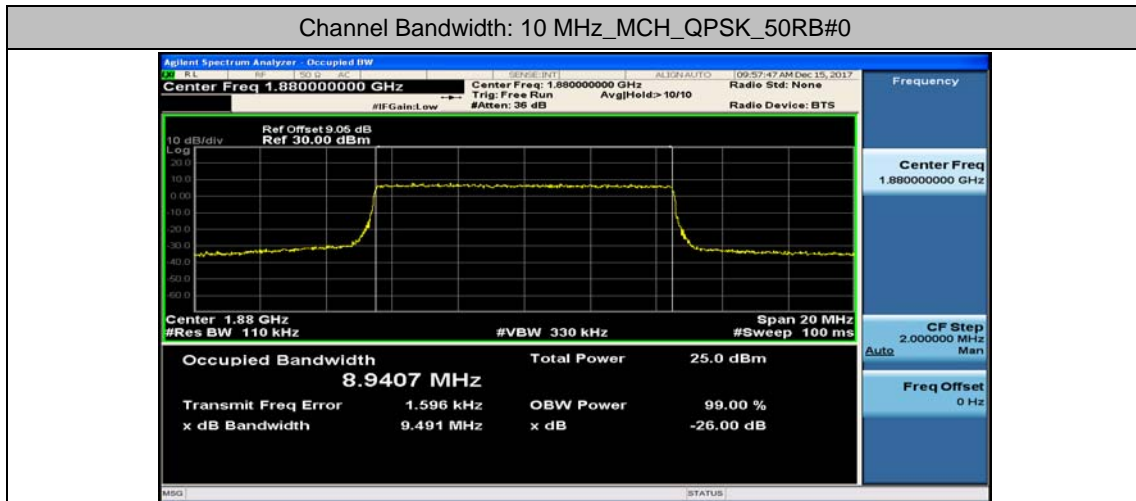 Channel Bandwidth: 10 MHz_MCH_QPSK_50RB#0
Agilent Spectrum Analyzer - Occupied BW
RL RF 50 Ω AC SENSE:INT ALIGN AUTO 09:57:47 AM Dec 15, 2017
Center Freq 1.880000000 GHz Center Freq: 1.880000000 GHz Radio Std: None
Trig: Free Run Avg|Hold:> 10/10
#IFGain:Low #Atten: 36 dB Radio Device: BTS
Frequency
Ref Offset 9.05 dB
10 dB/div Ref 30.00 dBm
Log
20.0
10.0
0.00
-10.0
-20.0
-30.0
-40.0
-50.0
-60.0
Center Freq
1.880000000 GHz
Center 1.88 GHz Span 20 MHz
#Res BW 110 kHz #VBW 330 kHz #Sweep 100 ms
CF Step
2.000000 MHz
Auto Man
Occupied Bandwidth Total Power 25.0 dBm
8.9407 MHz
Freq Offset
0 Hz
Transmit Freq Error 1.596 kHz OBW Power 99.00 %
x dB Bandwidth 9.491 MHz x dB -26.00 dB
MSG STATUS